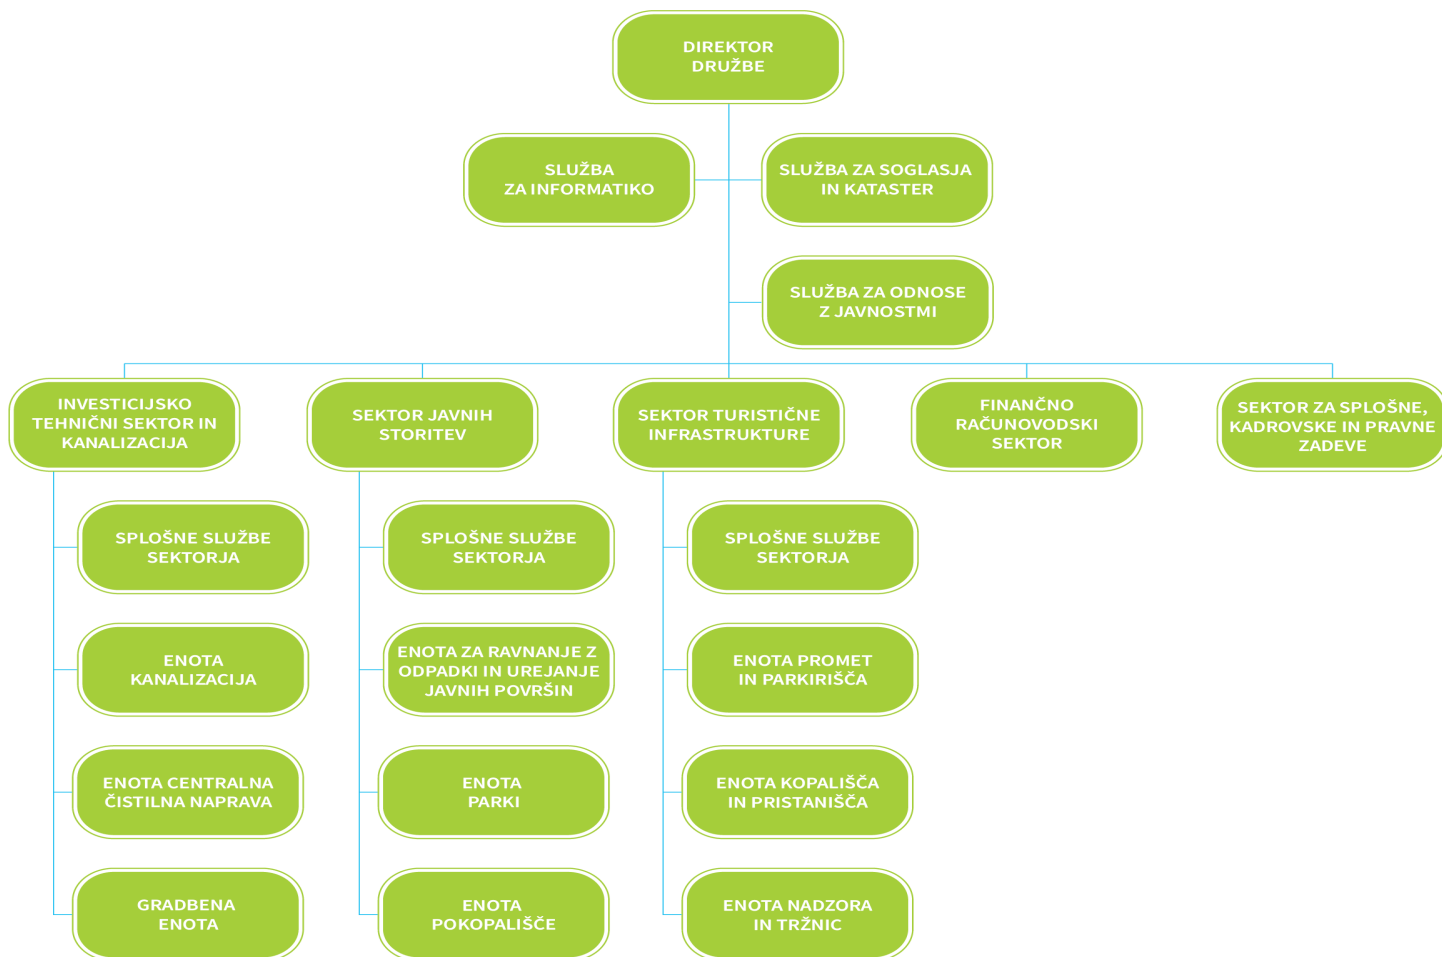 DIREKTOR
DRUŽBE
SLUŽBA
ZA INFORMATIKO
SLUŽBA ZA SOGLASJA
IN KATASTER
SLUŽBA ZA ODNOSE
Z JAVNOSTMI
INVESTICIJSKO
TEHNIČNI SEKTOR IN
KANALIZACIJA
SEKTOR JAVNIH
STORITEV
SEKTOR TURISTIČNE
INFRASTRUKTURE
FINANČNO
RAČUNOVODSKI
SEKTOR
SEKTOR ZA SPLOŠNE,
KADROVSKE IN PRAVNE
ZADEVE
SPLOŠNE SLUŽBE
SEKTORJA
SPLOŠNE SLUŽBE
SEKTORJA
SPLOŠNE SLUŽBE
SEKTORJA
ENOTA
KANALIZACIJA
ENOTA ZA RAVNANJE Z
ODPADKI IN UREJANJE
JAVNIH POVRŠIN
ENOTA PROMET
IN PARKIRIŠČA
ENOTA CENTRALNA
ČISTILNA NAPRAVA
ENOTA
PARKI
ENOTA KOPALIŠČA
IN PRISTANIŠČA
GRADBENA
ENOTA
ENOTA
POKOPALIŠČE
ENOTA NADZORA
IN TRŽNIC